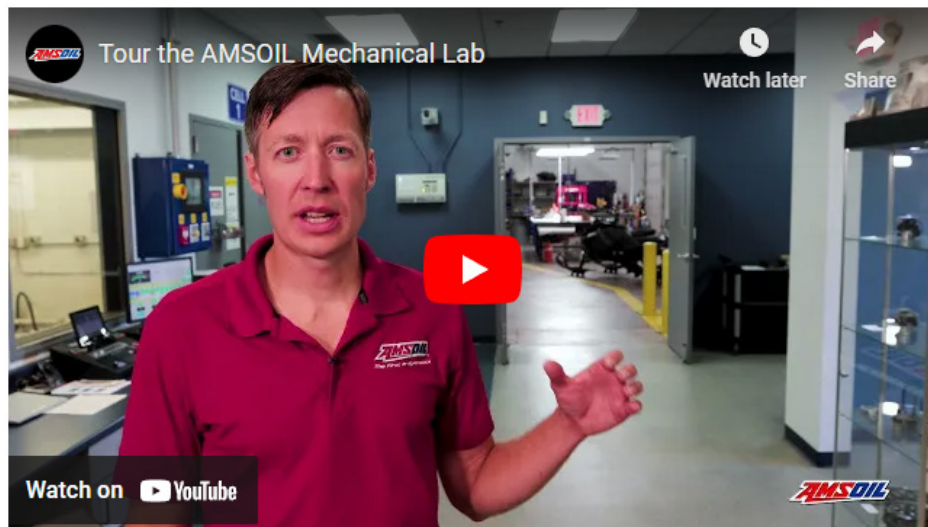 AMSOIL
Tour the AMSOIL Mechanical Lab
Watch later
Share
CELL
1
EXIT
AMSOIL
The First in Synthetics
Watch on YouTube
AMSOIL